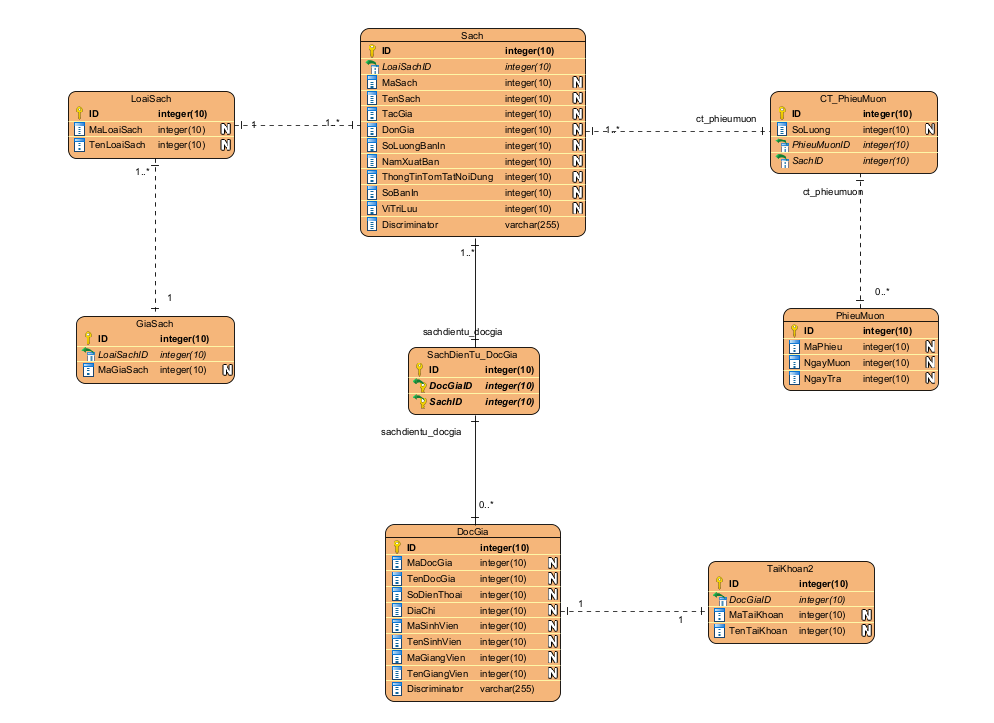 Sach
ID integer(10)
LoaiSachID integer(10)
MaSach integer(10) N
TenSach integer(10) N
TacGia integer(10) N
DonGia integer(10) N
SoLuongBanIn integer(10) N
NamXuatBan integer(10) N
ThongTinTomTatNoiDung integer(10) N
SoBanIn integer(10) N
ViTriLuu integer(10) N
Discriminator varchar(255)
LoaiSach
ID integer(10)
MaLoaiSach integer(10) N
TenLoaiSach integer(10) N
1
1..*
CT_PhieuMuon
ID integer(10)
SoLuong integer(10) N
PhieuMuonID integer(10)
SachID integer(10)
ct_phieumuon
1..*
1..*
1
ct_phieumuon
0..*
GiaSach
ID integer(10)
LoaiSachID integer(10)
MaGiaSach integer(10) N
PhieuMuon
ID integer(10)
MaPhieu integer(10) N
NgayMuon integer(10) N
NgayTra integer(10) N
1..*
sachdientu_docgia
SachDienTu_DocGia
ID integer(10)
DocGiaID integer(10)
SachID integer(10)
sachdientu_docgia
0..*
DocGia
ID integer(10)
MaDocGia integer(10) N
TenDocGia integer(10) N
SoDienThoai integer(10) N
DiaChi integer(10) N
MaSinhVien integer(10) N
TenSinhVien integer(10) N
MaGiangVien integer(10) N
TenGiangVien integer(10) N
Discriminator varchar(255)
1
1
TaiKhoan2
ID integer(10)
DocGiaID integer(10)
MaTaiKhoan integer(10) N
TenTaiKhoan integer(10) N